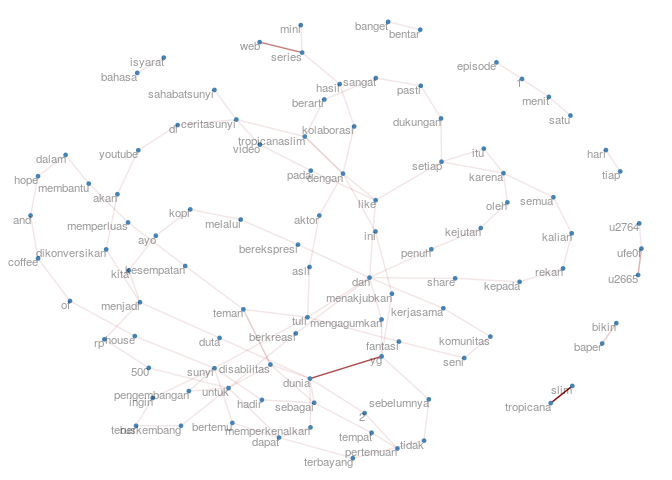 mini
banget
bentar
web
series
isyarat
bahasa
episode
1
menit
satu
sahabatsunyi
hasil
sangat
pasti
berarti
di
ceritasunyi
tropicanaslim
kolaborasi
dukungan
video
youtube
dalam
hope
membantu
akan
pada
dengan
setiap
itu
karena
hari
tiap
and
memperluas
kopi
melalui
aktor
like
oleh
semua
coffee
dikonversikan
ayo
berekspresi
ini
kejutan
kalian
u2764
kita
kesempatan
asli
dan
penuh
share
kepada
rekan
ufe0f
u2665
of
menjadi
teman
tuli
menakjubkan
mengagumkan
kerjasama
rp
house
duta
berkreasi
fantasi
komunitas
seni
bikin
baper
500
sunyi
disabilitas
dunia
yg
pengembangan
ingin
untuk
hadir
sebagai
sebelumnya
slim
tropicana
terus
berkembang
bertemu
memperkenalkan
dapat
2
tempat
pertemuan
tidak
terbayang